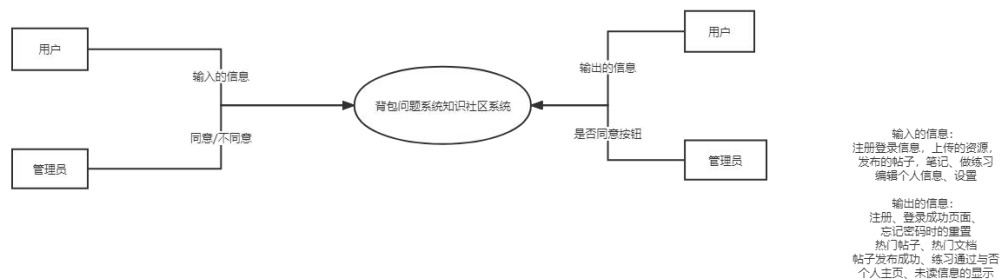 用户
输入的信息
同意/不同意
管理员
背包问题系统知识社区系统
用户
输出的信息
是否同意按钮
管理员
输入的信息：
注册登录信息，上传的资源，
发布的帖子，笔记、做练习
编辑个人信息、设置
输出的信息：
注册、登录成功页面、
忘记密码时的重置
热门帖子、热门文档
帖子发布成功、练习通过与否
个人主页、未读信息的显示